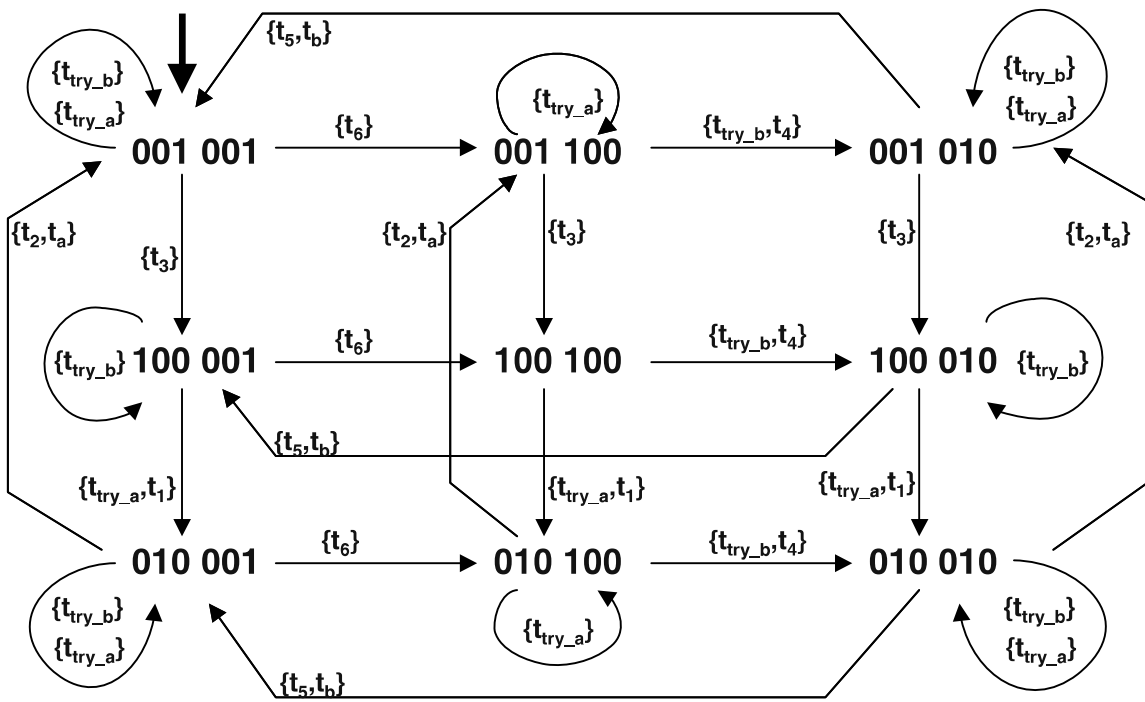 {t5,tb}
{ttry_b}
{ttry_a}
{ttry_a}
{ttry_b}
{ttry_a}
001 001
{t6}
001 100
{ttry_b,t4}
001 010
{t2,ta}
{t3}
{t2,ta}
{t3}
{t3}
{t2,ta}
{ttry_b}
100 001
{t6}
100 100
{ttry_b,t4}
100 010
{ttry_b}
{t5,tb}
{ttry_a,t1}
{ttry_a,t1}
{ttry_a,t1}
010 001
{t6}
010 100
{ttry_b,t4}
010 010
{ttry_b}
{ttry_a}
{ttry_a}
{ttry_b}
{ttry_a}
{t5,tb}